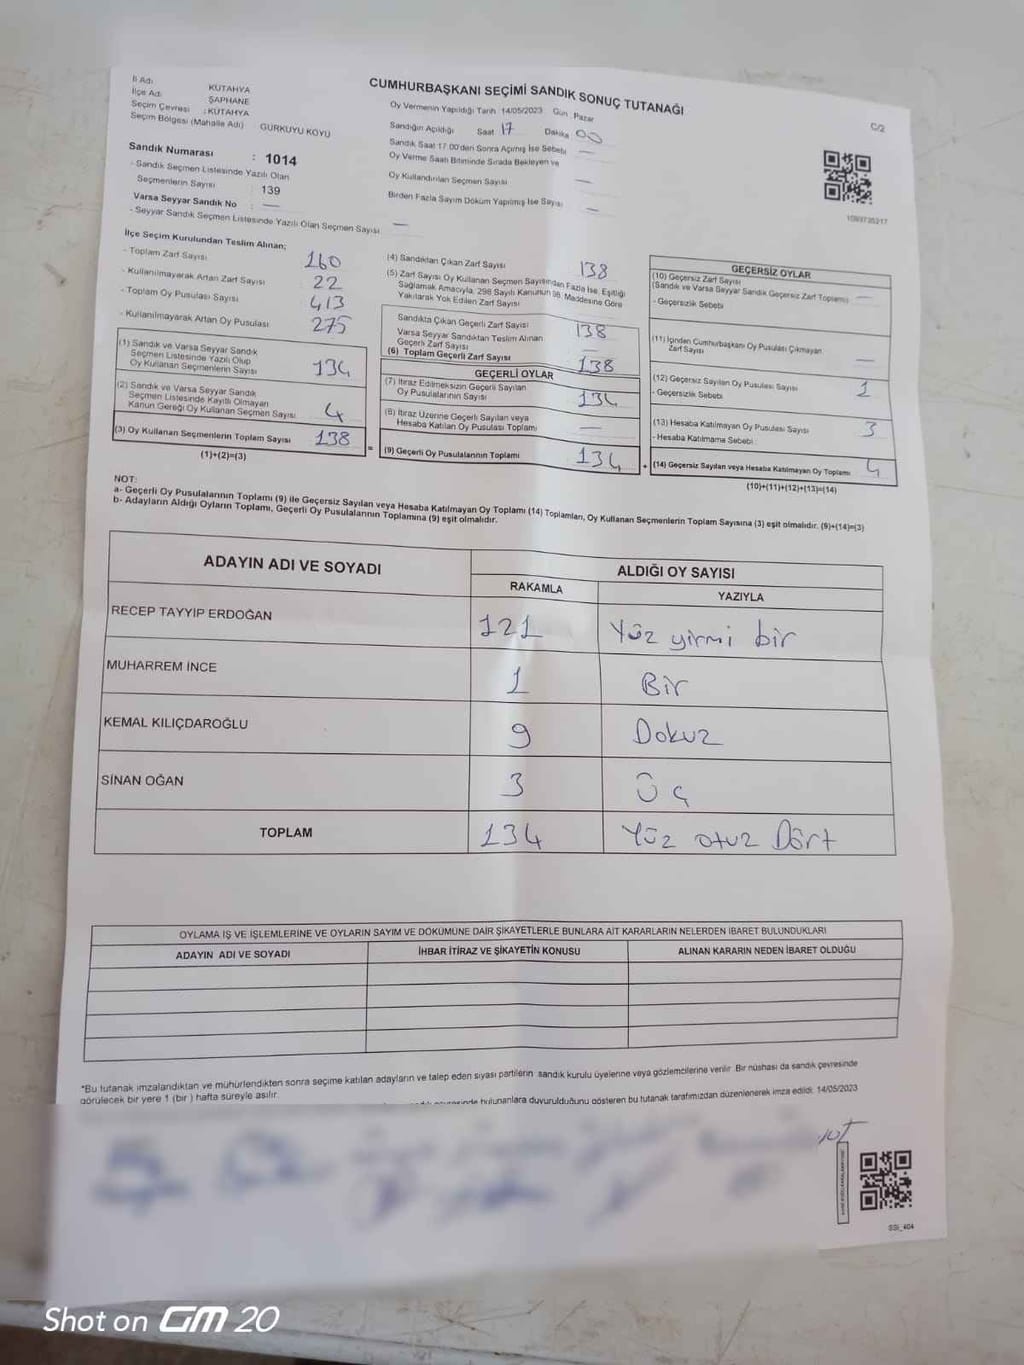 CUMHURBAŞKANI SEÇİMİ SANDIK SONUÇ TUTANAĞI
C/2
İl Adı KÜTAHYA
İlçe Adı ŞAPHANE
Seçim Çevresi : KÜTAHYA
Seçim Bölgesi (Mahalle Adı) GÜRKUYU KÖYÜ
Sandık Numarası : 1014
- Sandık Seçmen Listesinde Yazılı Olan
Seçmenlerin Sayısı : 139
Varsa Seyyar Sandık No : —
- Seyyar Sandık Seçmen Listesinde Yazılı Olan Seçmen Sayısı —
Oy Vermenin Yapıldığı Tarih 14/05/2023 Gün : Pazar
Sandığın Açıldığı Saat 17 Dakika 00
Sandık Saat 17.00'den Sonra Açılmış İse Sebebi —
Oy Verme Saati Bitiminde Sırada Bekleyen ve
Oy Kullandırılan Seçmen Sayısı —
Birden Fazla Sayım Döküm Yapılmış İse Sayısı —
İlçe Seçim Kurulundan Teslim Alınan;
- Toplam Zarf Sayısı 160
- Kullanılmayarak Artan Zarf Sayısı 22
- Toplam Oy Pusulası Sayısı 413
- Kullanılmayarak Artan Oy Pusulası 275
(1) Sandık ve Varsa Seyyar Sandık
Seçmen Listesinde Yazılı Olup
Oy Kullanan Seçmenlerin Sayısı 134
(2) Sandık ve Varsa Seyyar Sandık
Seçmen Listesinde Kayıtlı Olmayan
Kanun Gereği Oy Kullanan Seçmen Sayısı 4
(3) Oy Kullanan Seçmenlerin Toplam Sayısı 138
(1)+(2)=(3)
(4) Sandıktan Çıkan Zarf Sayısı 138
(5) Zarf Sayısı Oy Kullanan Seçmen Sayısından Fazla İse, Eşitliği
Sağlamak Amacıyla, 298 Sayılı Kanunun 98. Maddesine Göre
Yakılarak Yok Edilen Zarf Sayısı
Sandıkta Çıkan Geçerli Zarf Sayısı 138
Varsa Seyyar Sandıktan Teslim Alınan
Geçerli Zarf Sayısı —
(6) Toplam Geçerli Zarf Sayısı 138
GEÇERLİ OYLAR
(7) İtiraz Edilmeksizin Geçerli Sayılan
Oy Pusulalarının Sayısı 134
(8) İtiraz Üzerine Geçerli Sayılan veya
Hesaba Katılan Oy Pusulası Toplamı —
= (9) Geçerli Oy Pusulalarının Toplamı 134
GEÇERSİZ OYLAR
(10) Geçersiz Zarf Sayısı
(Sandık ve Varsa Seyyar Sandık Geçersiz Zarf Toplamı) —
- Geçersizlik Sebebi
(11) İçinden Cumhurbaşkanı Oy Pusulası Çıkmayan
Zarf Sayısı —
(12) Geçersiz Sayılan Oy Pusulası Sayısı 1
- Geçersizlik Sebebi
(13) Hesaba Katılmayan Oy Pusulası Sayısı 3
- Hesaba Katılmama Sebebi
+ (14) Geçersiz Sayılan veya Hesaba Katılmayan Oy Toplamı 4
(10)+(11)+(12)+(13)=(14)
NOT:
a- Geçerli Oy Pusulalarının Toplamı (9) ile Geçersiz Sayılan veya Hesaba Katılmayan Oy Toplamı (14) Toplamları, Oy Kullanan Seçmenlerin Toplam Sayısına (3) eşit olmalıdır. (9)+(14)=(3)
b- Adayların Aldığı Oyların Toplamı, Geçerli Oy Pusulalarının Toplamına (9) eşit olmalıdır.
ADAYIN ADI VE SOYADI ALDIĞI OY SAYISI
RAKAMLA YAZIYLA
RECEP TAYYIP ERDOĞAN 121 Yüz yirmi bir
MUHARREM İNCE 1 Bir
KEMAL KILIÇDAROĞLU 9 Dokuz
SİNAN OĞAN 3 Üç
TOPLAM 134 Yüz otuz Dört
OYLAMA İŞ VE İŞLEMLERİNE VE OYLARIN SAYIM VE DÖKÜMÜNE DAİR ŞİKAYETLERLE BUNLARA AİT KARARLARIN NELERDEN İBARET BULUNDUKLARI
ADAYIN ADI VE SOYADI İHBAR İTİRAZ VE ŞİKAYETİN KONUSU ALINAN KARARIN NEDEN İBARET OLDUĞU
*Bu tutanak imzalandıktan ve mühürlendikten sonra seçime katılan adayların ve talep eden siyasi partilerin sandık kurulu üyelerine veya gözlemcilerine verilir. Bir nüshası da sandık çevresinde
görülecek bir yere 1 (bir) hafta süreyle asılır.
bulunanlara duyurulduğunu gösteren bu tutanak tarafımızdan düzenlenerek imza edildi. 14/05/2023
SSi_404
Shot on GM 20